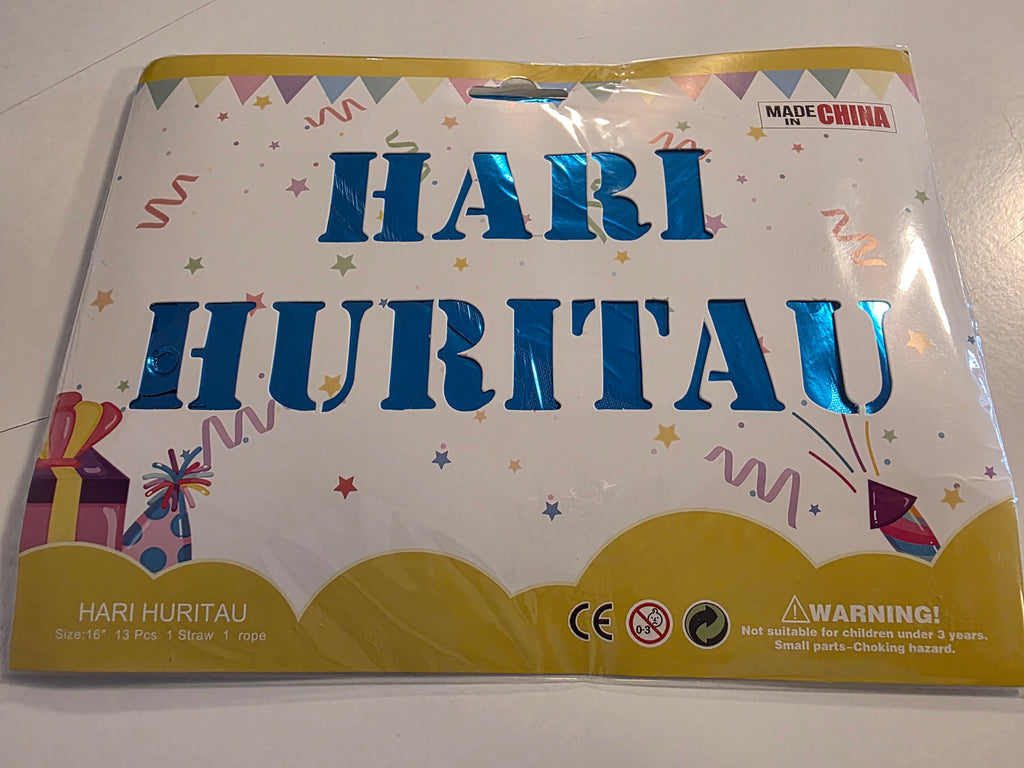 MADE IN CHINA
HARI
HURITAU
HARI HURITAU
Size:16" 13 Pcs 1 Straw 1 rope
CE
0-3
WARNING!
Not suitable for children under 3 years.
Small parts-Choking hazard.